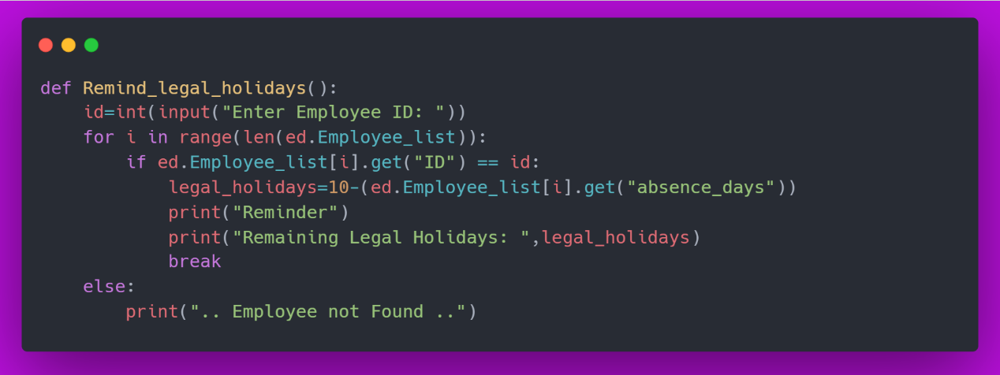 def Remind_legal_holidays():
    id=int(input("Enter Employee ID: "))
    for i in range(len(ed.Employee_list)):
        if ed.Employee_list[i].get("ID") == id:
            legal_holidays=10-(ed.Employee_list[i].get("absence_days"))
            print("Reminder")
            print("Remaining Legal Holidays: ",legal_holidays)
            break
    else:
        print(".. Employee not Found ..")